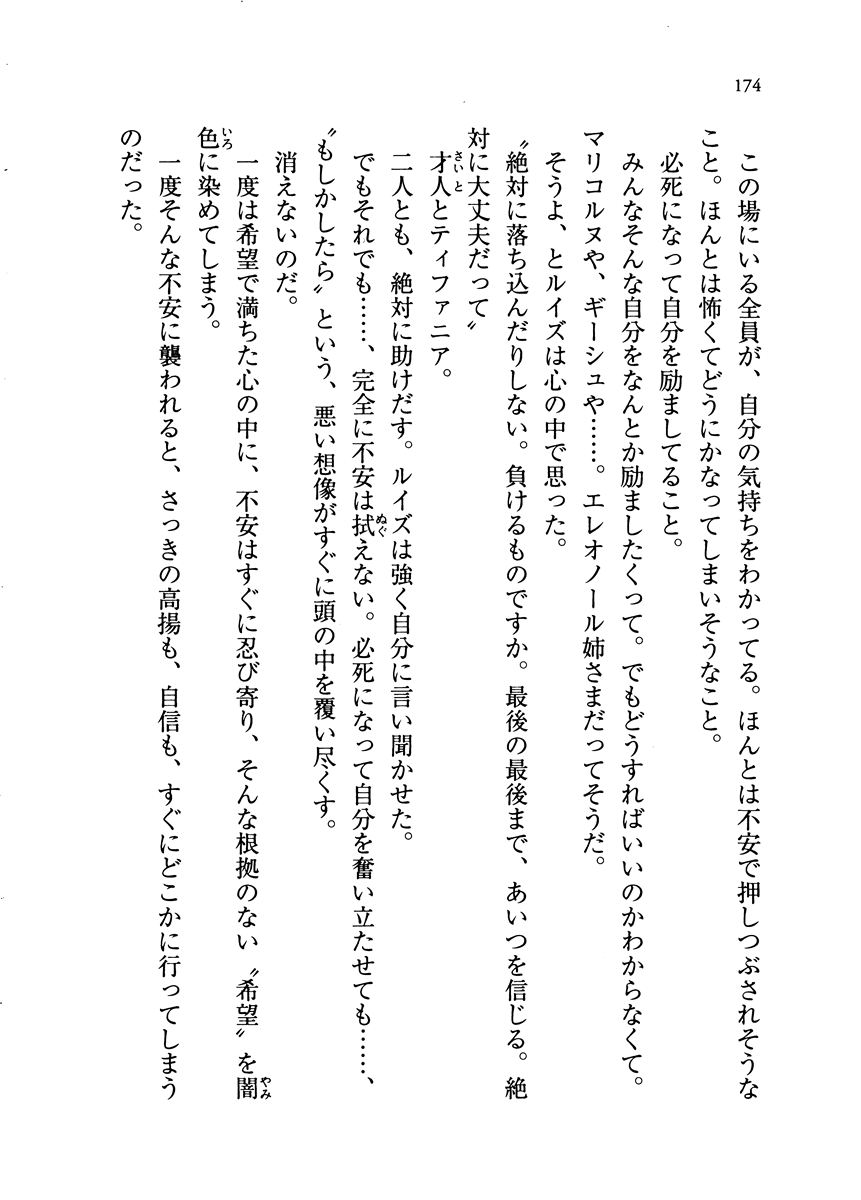 174
この場にいる全員が、自分の気持ちをわかってる。ほんとは不安で押しつぶされそうな
こと。ほんとは怖くてどうにかなってしまいそうなこと。
必死になって自分を励ましてること。
みんなそんな自分をなんとか励ましたくって。でもどうすればいいのかわからなくて。
マリコルヌや、ギーシュや……。エレオノール姉さまだってそうだ。
そうよ、とルイズは心の中で思った。
〝絶対に落ち込んだりしない。負けるものですか。最後の最後まで、あいつを信じる。絶
対に大丈夫だって〟
才人とティファニア。
二人とも、絶対に助けだす。ルイズは強く自分に言い聞かせた。
でもそれでも……、完全に不安は拭えない。必死になって自分を奮い立たせても……、
〝もしかしたら〟という、悪い想像がすぐに頭の中を覆い尽くす。
消えないのだ。
一度は希望で満ちた心の中に、不安はすぐに忍び寄り、そんな根拠のない〝希望〟を闇
色に染めてしまう。
一度そんな不安に襲われると、さっきの高揚も、自信も、すぐにどこかに行ってしまう
のだった。